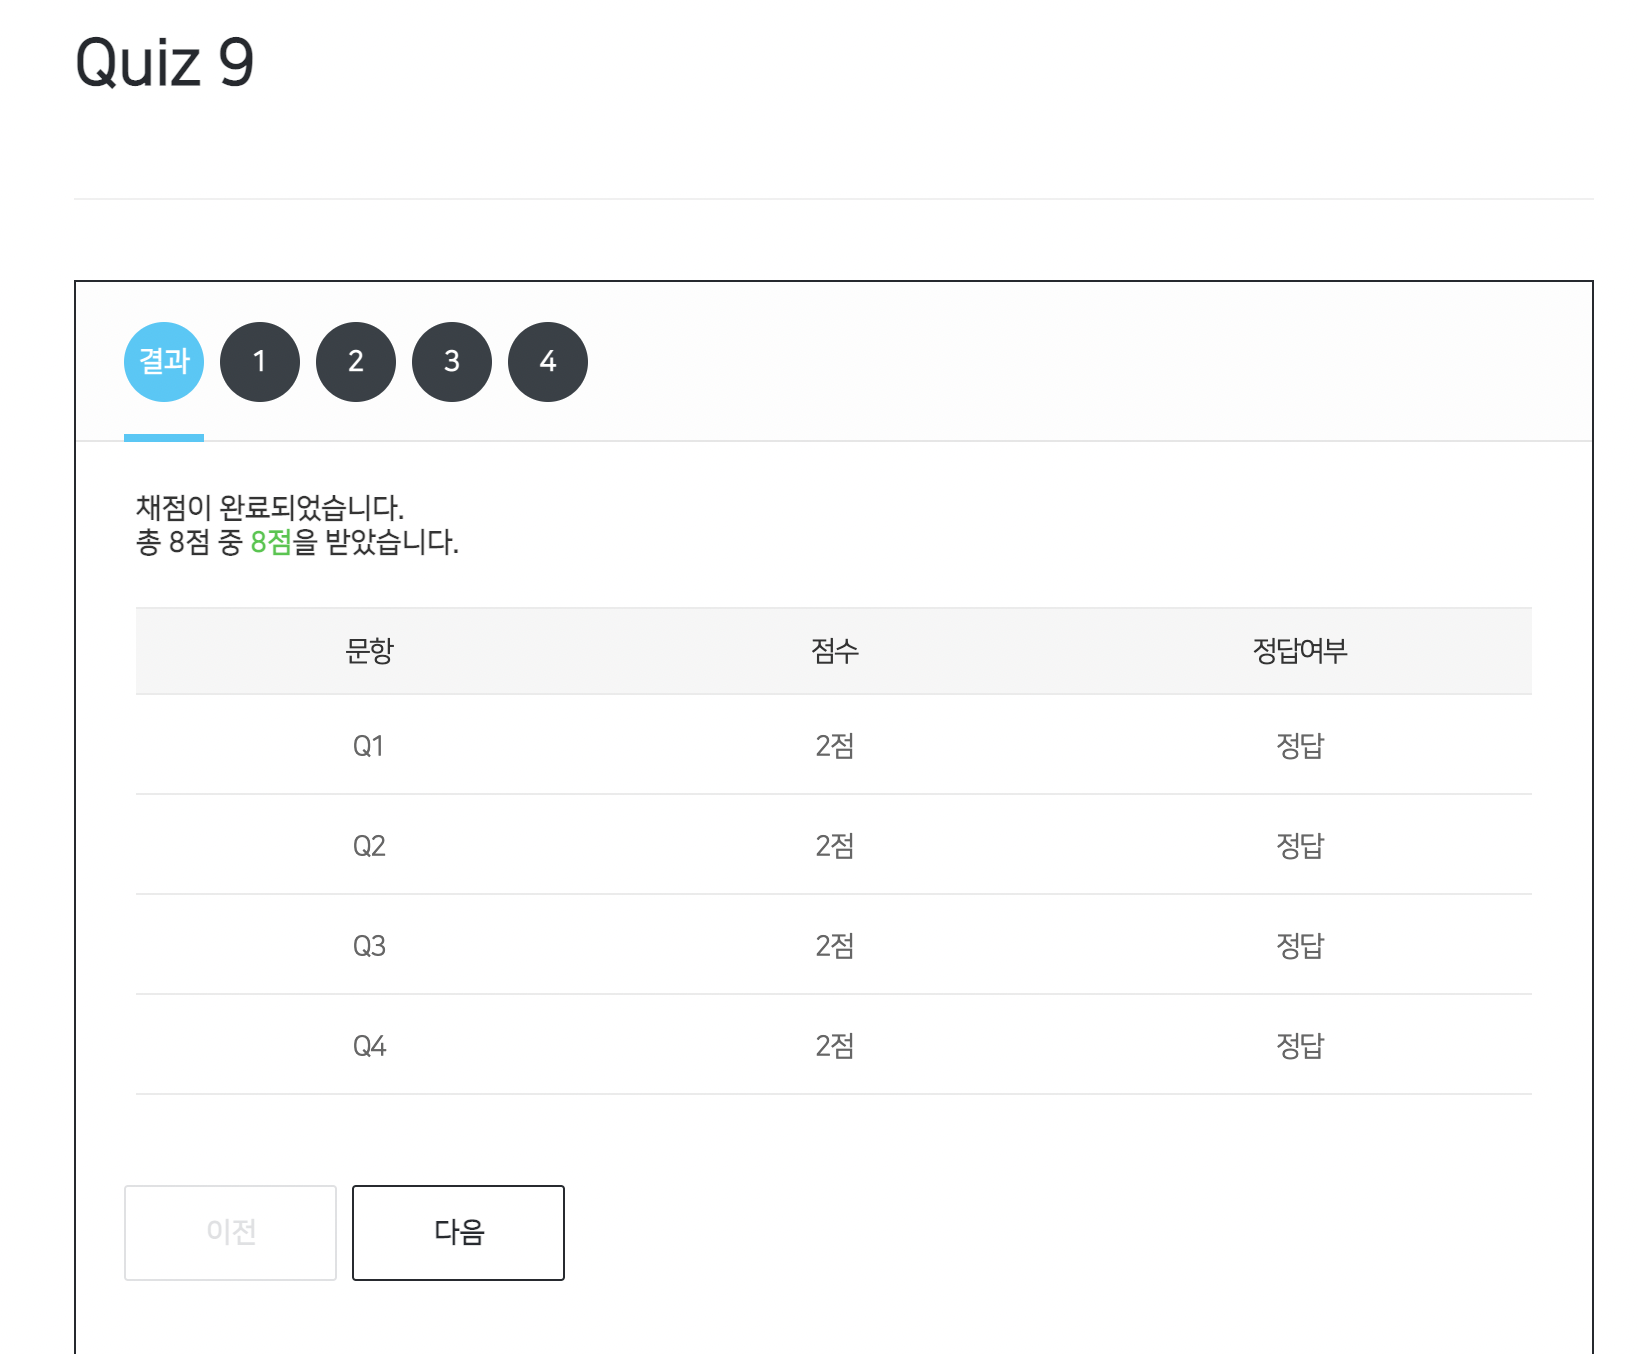 Quiz 9
결과 1 2 3 4
채점이 완료되었습니다.
총 8점 중 8점을 받았습니다.
문항 점수 정답여부
Q1 2점 정답
Q2 2점 정답
Q3 2점 정답
Q4 2점 정답
이전 다음